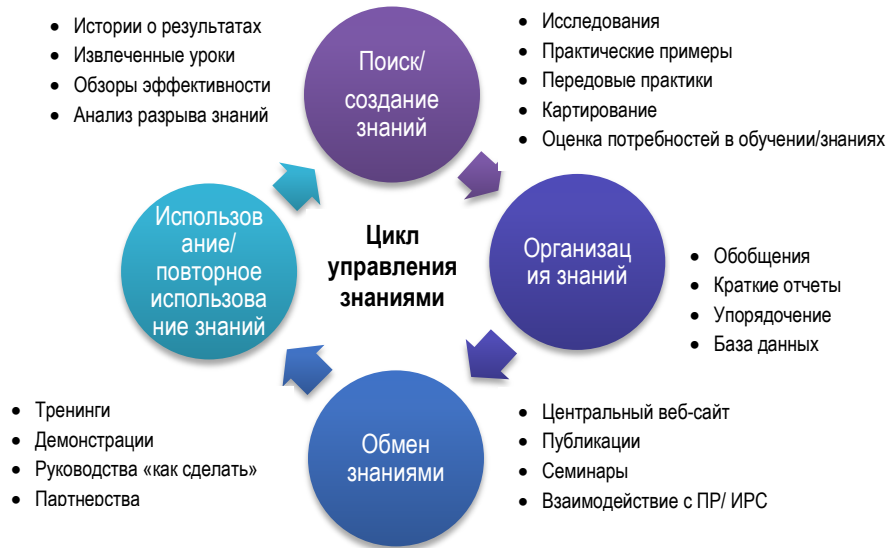 • Истории о результатах
• Извлеченные уроки
• Обзоры эффективности
• Анализ разрыва знаний
Поиск/
создание
знаний
• Исследования
• Практические примеры
• Передовые практики
• Картирование
• Оценка потребностей в обучении/знаниях
Использов
ание/
повторное
использова
ние знаний
Цикл
управления
знаниями
Организац
ия знаний
• Обобщения
• Краткие отчеты
• Упорядочение
• База данных
• Тренинги
• Демонстрации
• Руководства «как сделать»
• Партнерства
Обмен
знаниями
• Центральный веб-сайт
• Публикации
• Семинары
• Взаимодействие с ПР/ ИРС